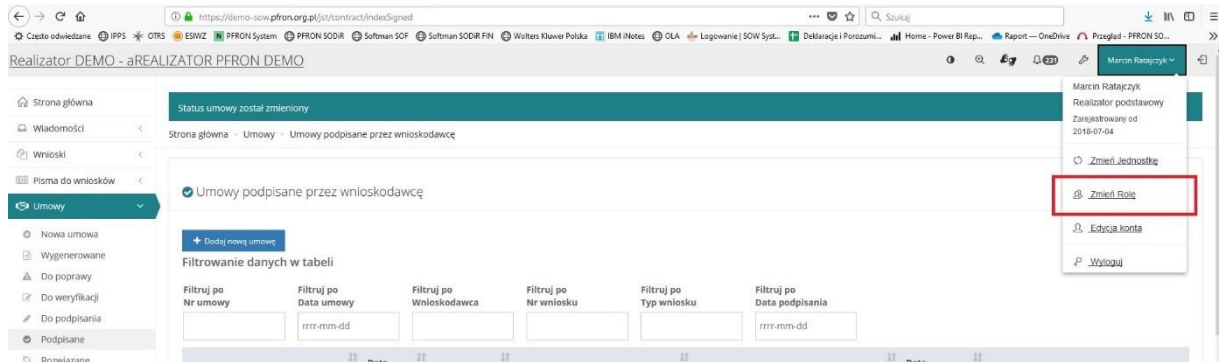 https://demo-sow.pfron.org.pl/jst/contract/indexSigned
Szukaj
Często odwiedzane IPPS OTRS ESIWZ PFRON System PFRON SODiR Softman SOF Softman SODiR FIN Wolters Kluwer Polska IBM iNotes OLA Logowanie | SOW Syst... Deklaracje i Porozumi... Home - Power BI Rep... Raport — OneDrive Przegląd - PFRON SO...
Realizator DEMO - aREALIZATOR PFRON DEMO
231
Marcin Ratajczyk
Marcin Ratajczyk
Realizator podstawowy
Zarejestrowany od
2018-07-04
Zmień Jednostkę
Zmień Rolę
Edycja konta
Wyloguj
Strona główna
Wiadomości
Wnioski
Pisma do wniosków
Umowy
Nowa umowa
Wygenerowane
Do poprawy
Do weryfikacji
Do podpisania
Podpisane
Rozwiązane
Status umowy został zmieniony
Strona główna - Umowy - Umowy podpisane przez wnioskodawcę
Umowy podpisane przez wnioskodawcę
+ Dodaj nową umowę
Filtrowanie danych w tabeli
Filtruj po Nr umowy
Filtruj po Data umowy
Filtruj po Wnioskodawca
Filtruj po Nr wniosku
Filtruj po Typ wniosku
Filtruj po Data podpisania
rrrr-mm-dd
rrrr-mm-dd
Data
Data